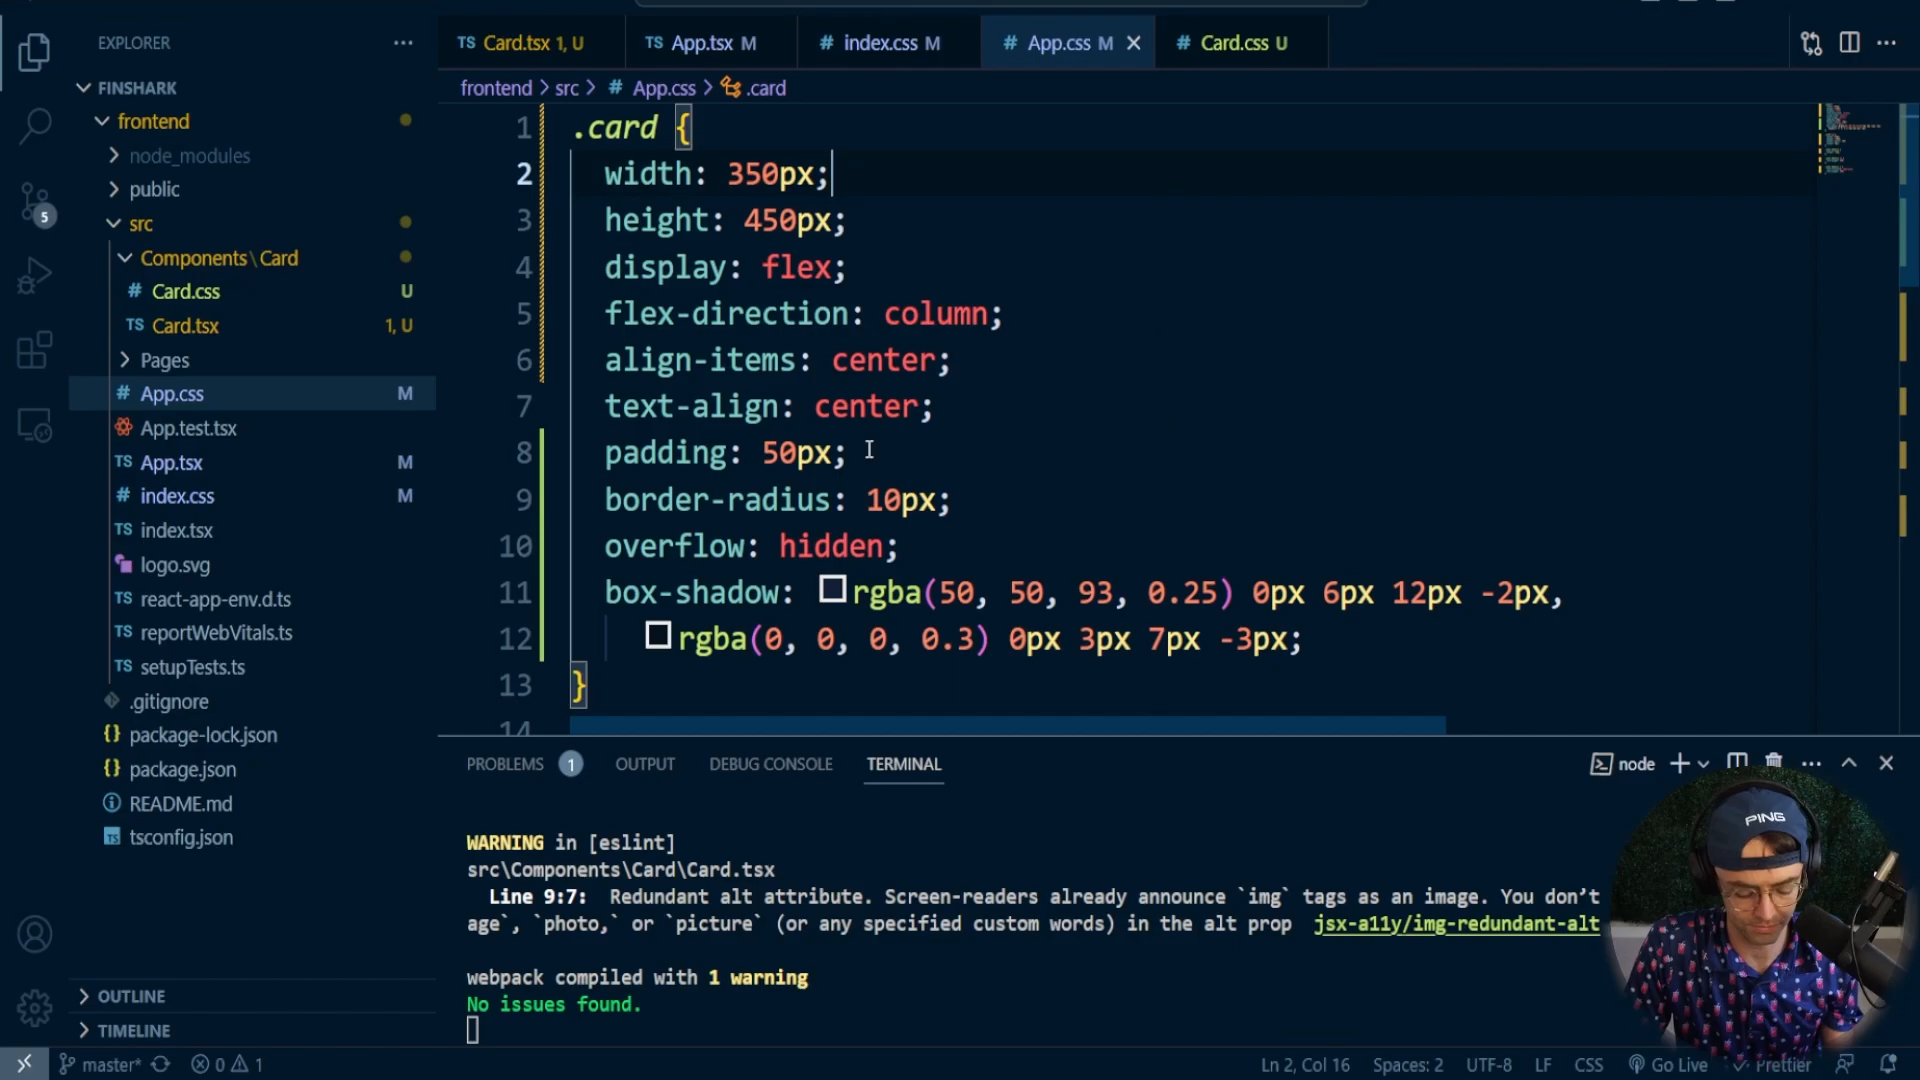 EXPLORER
FINSHARK
frontend
node_modules
public
src
Components\Card
Card.css U
TS Card.tsx 1, U
Pages
# App.css M
App.test.tsx
TS App.tsx M
# index.css M
TS index.tsx
logo.svg
TS react-app-env.d.ts
TS reportWebVitals.ts
TS setupTests.ts
.gitignore
{} package-lock.json
{} package.json
README.md
TS tsconfig.json
OUTLINE
TIMELINE
5
TS Card.tsx 1, U
TS App.tsx M
# index.css M
# App.css M
# Card.css U
frontend > src > # App.css > .card
1 .card {
2 width: 350px;
3 height: 450px;
4 display: flex;
5 flex-direction: column;
6 align-items: center;
7 text-align: center;
8 padding: 50px;
9 border-radius: 10px;
10 overflow: hidden;
11 box-shadow: rgba(50, 50, 93, 0.25) 0px 6px 12px -2px,
12 rgba(0, 0, 0, 0.3) 0px 3px 7px -3px;
13 }
14
PROBLEMS 1 OUTPUT DEBUG CONSOLE TERMINAL
node
WARNING in [eslint]
src\Components\Card\Card.tsx
Line 9:7: Redundant alt attribute. Screen-readers already announce `img` tags as an image. You don't
age`, `photo,` or `picture` (or any specified custom words) in the alt prop jsx-a11y/img-redundant-alt
webpack compiled with 1 warning
No issues found.
PING
master* 0 1
Ln 2, Col 16 Spaces: 2 UTF-8 LF CSS Go Live Prettier